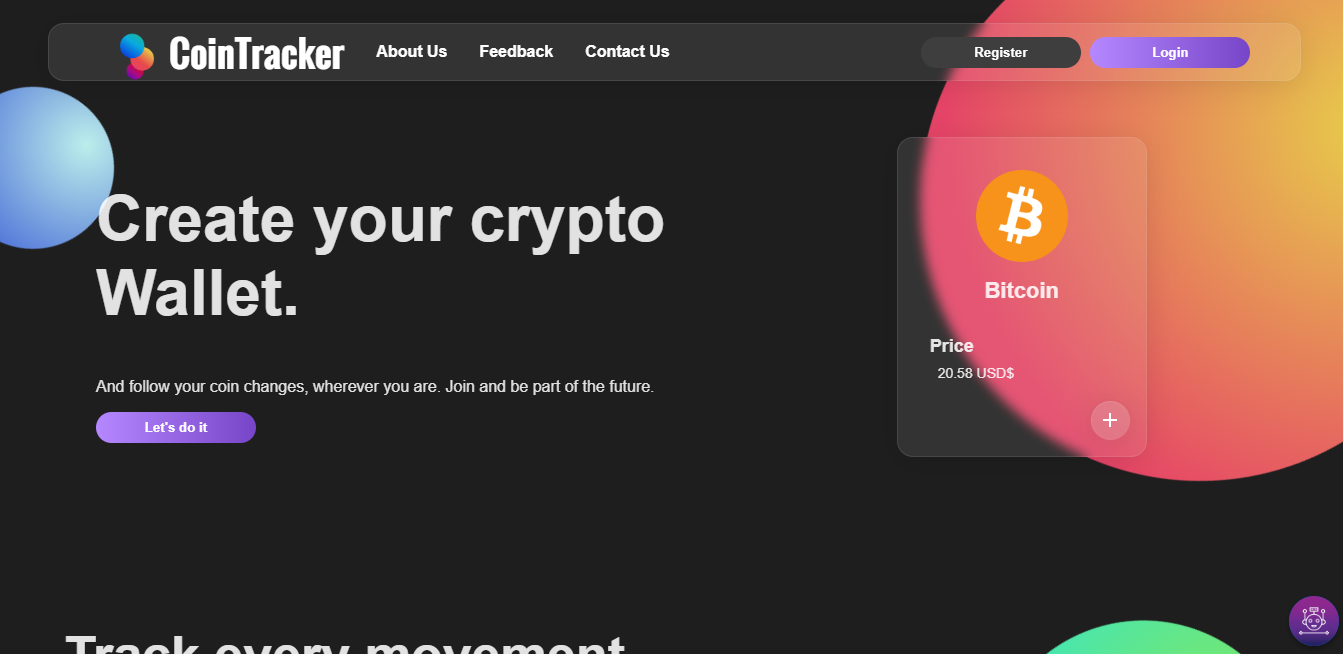 CoinTracker About Us Feedback Contact Us Register Login
Create your crypto
Wallet.
And follow your coin changes, wherever you are. Join and be part of the future.
Let's do it
Bitcoin
Price
20.58 USD$
+
Track every movement